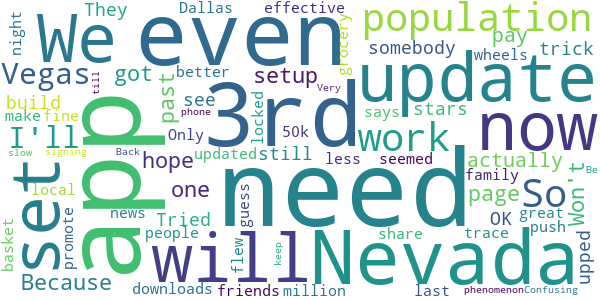 They
Dallas
effective
population
We
even
grocery
night
somebody
pay
wheels
trick
Vegas
got
past
better
setup
update
build
see
locked
3rd
says
stars
till
Very
make
fine
app
phone
Only
50k
work
now
I'll
updated
still
less
seemed
actually
slow
signing
Back
hope
need
family
Won't
Be
set
local
one
guess
page
So
OK
great
push
basket
promote
news
Tried
people
flew
share
trace
upped
Because
will
keep
Nevada
downloads
friends
million
last
phenomenon
Confusing